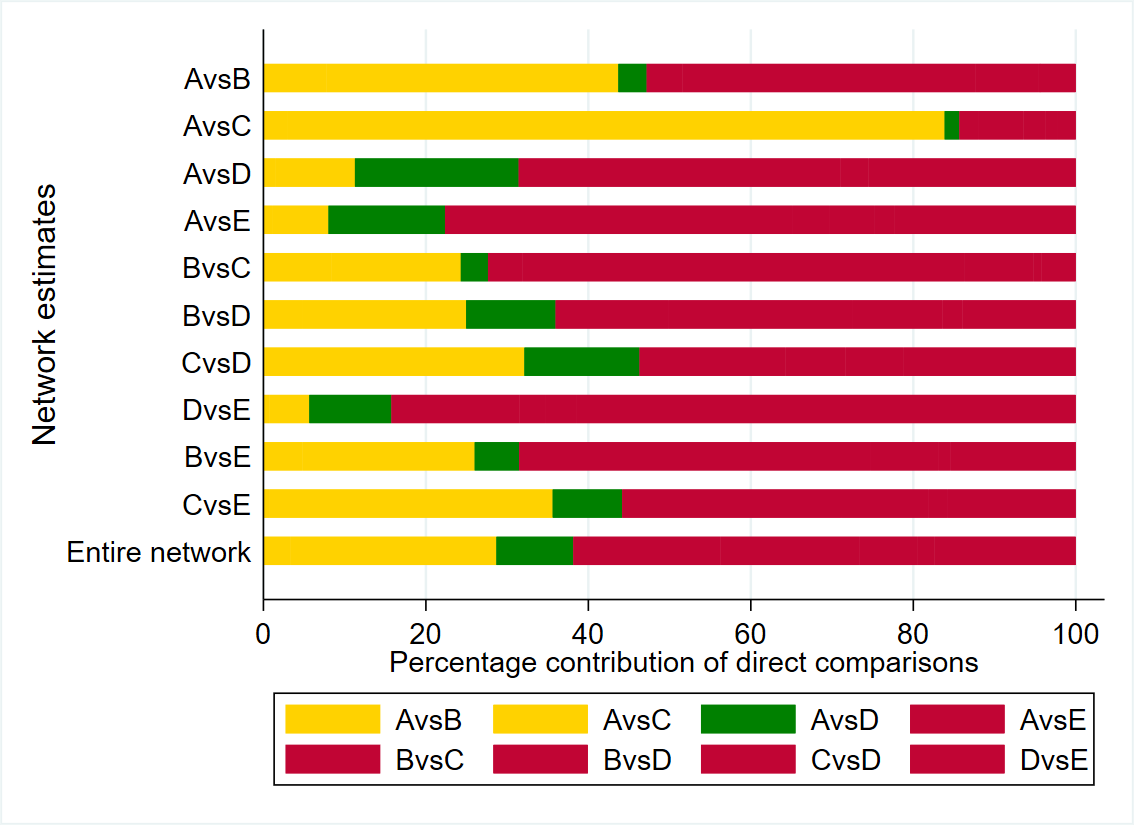 Network estimates
AvsB
AvsC
AvsD
AvsE
BvsC
BvsD
CvsD
DvsE
BvsE
CvsE
Entire network
0 20 40 60 80 100
Percentage contribution of direct comparisons
AvsB AvsC AvsD AvsE
BvsC BvsD CvsD DvsE